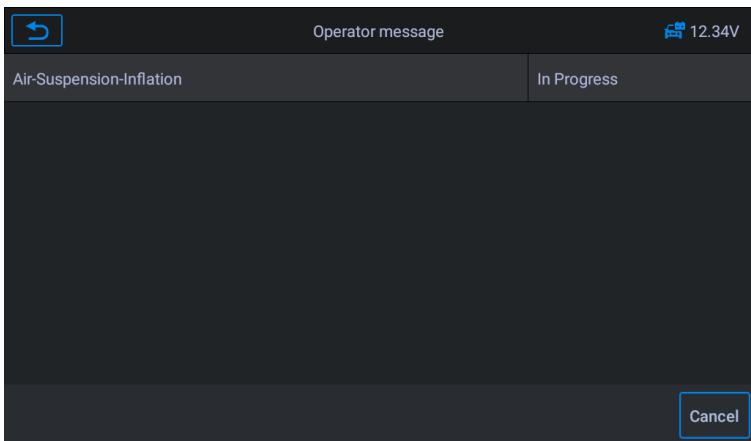 Operator message
12.34V
Air-Suspension-Inflation
In Progress
Cancel